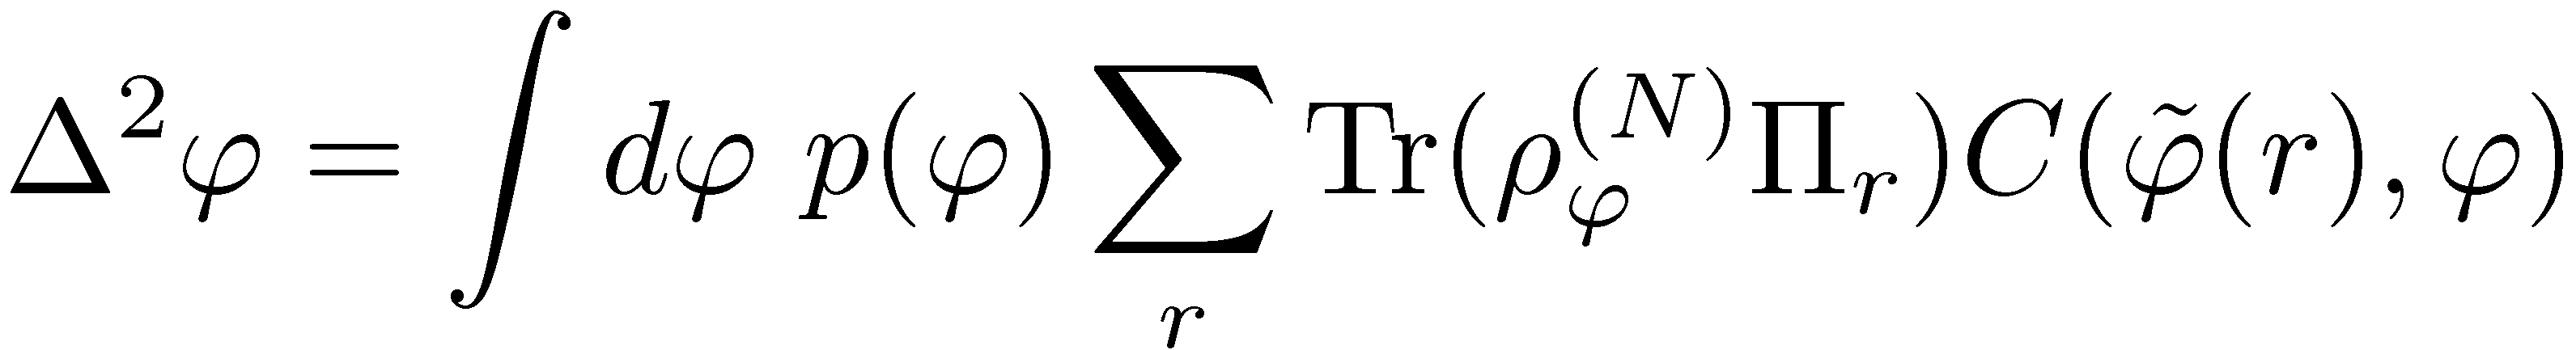 Δ²φ = ∫ dφ p(φ) ∑_r Tr(ρ_φ^(N) Π_r) C(φ̃(r), φ)